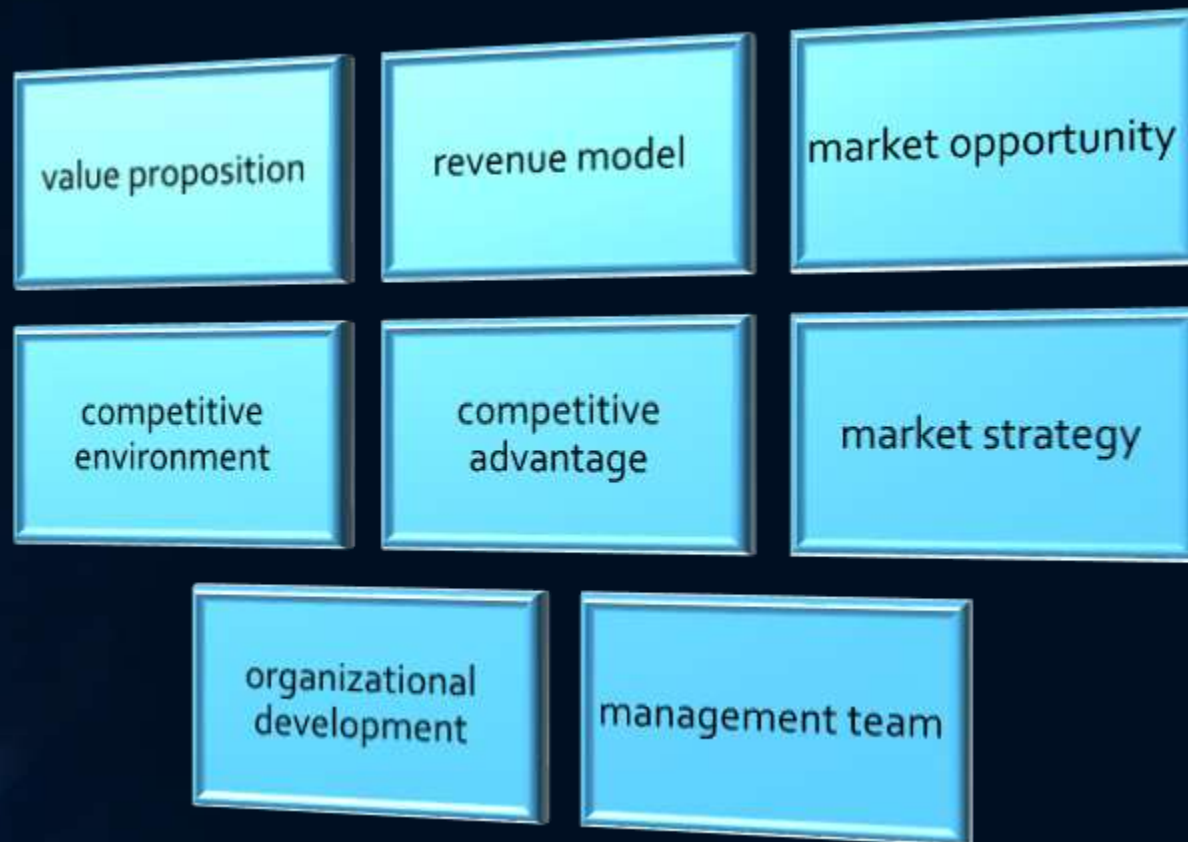 value proposition
revenue model
market opportunity
competitive
environment
competitive
advantage
market strategy
organizational
development
management team